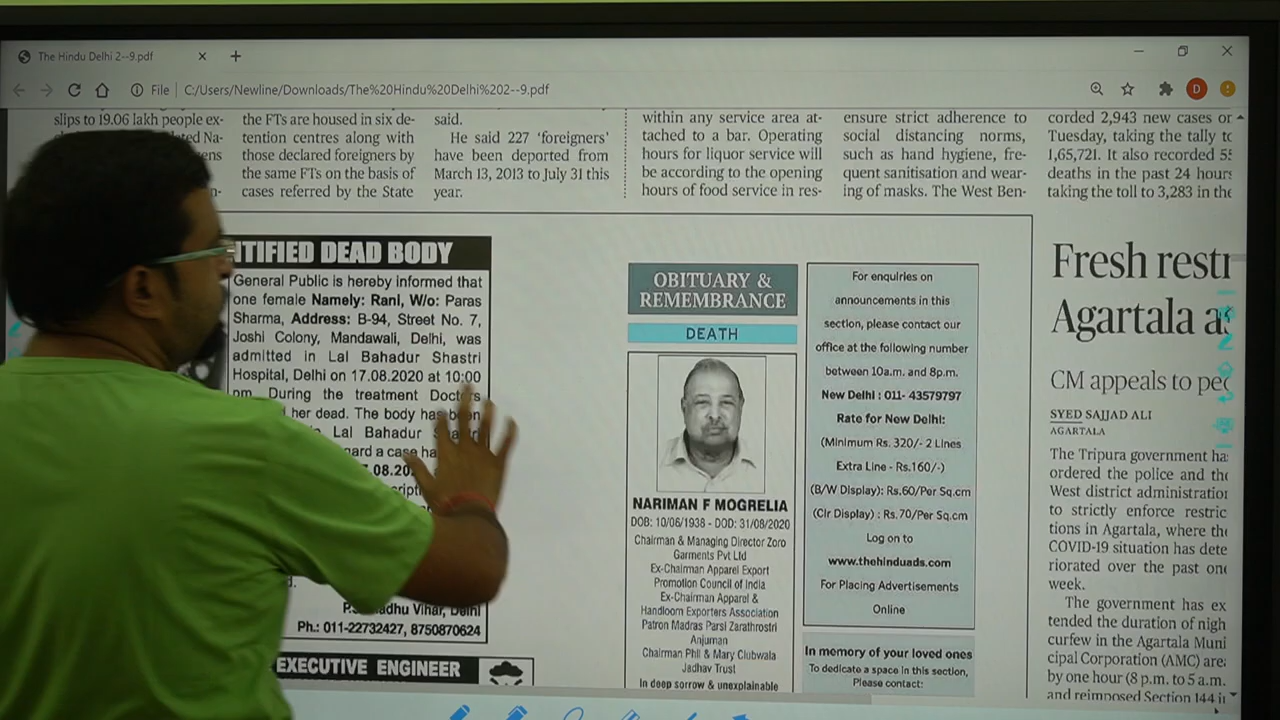 The Hindu Delhi 2--9.pdf
File
C:/Users/Newline/Downloads/The%20Hindu%20Delhi%202--9.pdf
D
slips to 19.06 lakh people ex-
Na-
the FTs are housed in six de-
tention centres along with
those declared foreigners by
the same FTs on the basis of
cases referred by the State
said.
He said 227 ‘foreigners’
have been deported from
March 13, 2013 to July 31 this
year.
within any service area at-
tached to a bar. Operating
hours for liquor service will
be according to the opening
hours of food service in res-
ensure strict adherence to
social distancing norms,
such as hand hygiene, fre-
quent sanitisation and wear-
ing of masks. The West Ben-
corded 2,943 new cases on
Tuesday, taking the tally to
1,65,721. It also recorded 55
deaths in the past 24 hours
taking the toll to 3,283 in the
NTIFIED DEAD BODY
General Public is hereby informed that
one female Namely: Rani, W/o: Paras
Sharma, Address: B-94, Street No. 7,
Joshi Colony, Mandawali, Delhi, was
admitted in Lal Bahadur Shastri
Hospital, Delhi on 17.08.2020 at 10:00
pm. During the treatment Doctors
her dead. The body has been
Lal Bahadur Shastri
a case
Delhi
Ph.: 011-22732427, 8750870624
EXECUTIVE ENGINEER
OBITUARY &
REMEMBRANCE
DEATH
NARIMAN F MOGRELIA
DOB: 10/06/1938 - DOD: 31/08/2020
Chairman & Managing Director Zoro
Garments Pvt Ltd
Ex-Chairman Apparel Export
Promotion Council of India
Ex-Chairman Apparel &
Handloom Exporters Association
Patron Madras Parsi Zarathrostri
Anjuman
Chairman Phil & Mary Clubwala
Jadhav Trust
In deep sorrow & unexplainable
For enquiries on
announcements in this
section, please contact our
office at the following number
between 10a.m. and 8p.m.
New Delhi : 011- 43579797
Rate for New Delhi:
(Minimum Rs. 320/- 2 Lines
Extra Line - Rs.160/-)
(B/W Display): Rs.60/Per Sq.cm
(Clr Display) : Rs.70/Per Sq.cm
Log on to
www.thehinduads.com
For Placing Advertisements
Online
In memory of your loved ones
To dedicate a space in this section,
Please contact:
Fresh restr
Agartala as
CM appeals to peo
SYED SAJJAD ALI
AGARTALA
The Tripura government has
ordered the police and the
West district administration
to strictly enforce restric
tions in Agartala, where the
COVID-19 situation has dete
riorated over the past one
week.
The government has ex
tended the duration of nigh
curfew in the Agartala Muni
cipal Corporation (AMC) area
by one hour (8 p.m. to 5 a.m.
and reimposed Section 144 i